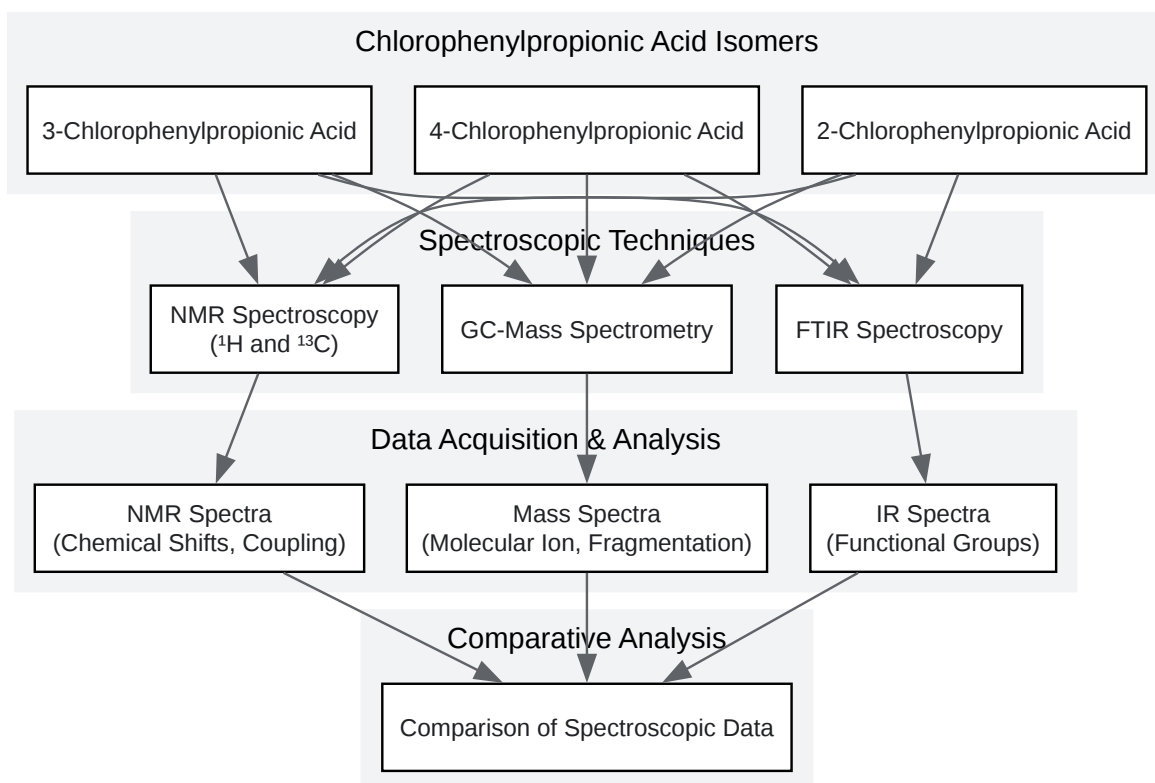 Chlorophenylpropionic Acid Isomers
3-Chlorophenylpropionic Acid
4-Chlorophenylpropionic Acid
2-Chlorophenylpropionic Acid
Spectroscopic Techniques
NMR Spectroscopy
(¹H and ¹³C)
GC-Mass Spectrometry
FTIR Spectroscopy
Data Acquisition & Analysis
NMR Spectra
(Chemical Shifts, Coupling)
Mass Spectra
(Molecular Ion, Fragmentation)
IR Spectra
(Functional Groups)
Comparative Analysis
Comparison of Spectroscopic Data